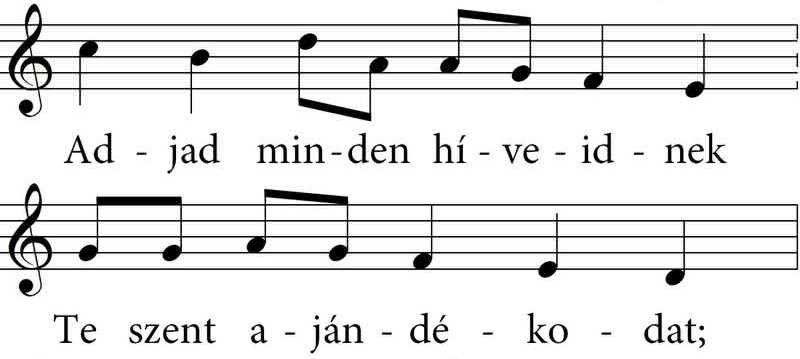 Ad - jad min - den hí - ve - id - nek
Te szent a - ján - dé - ko - dat;